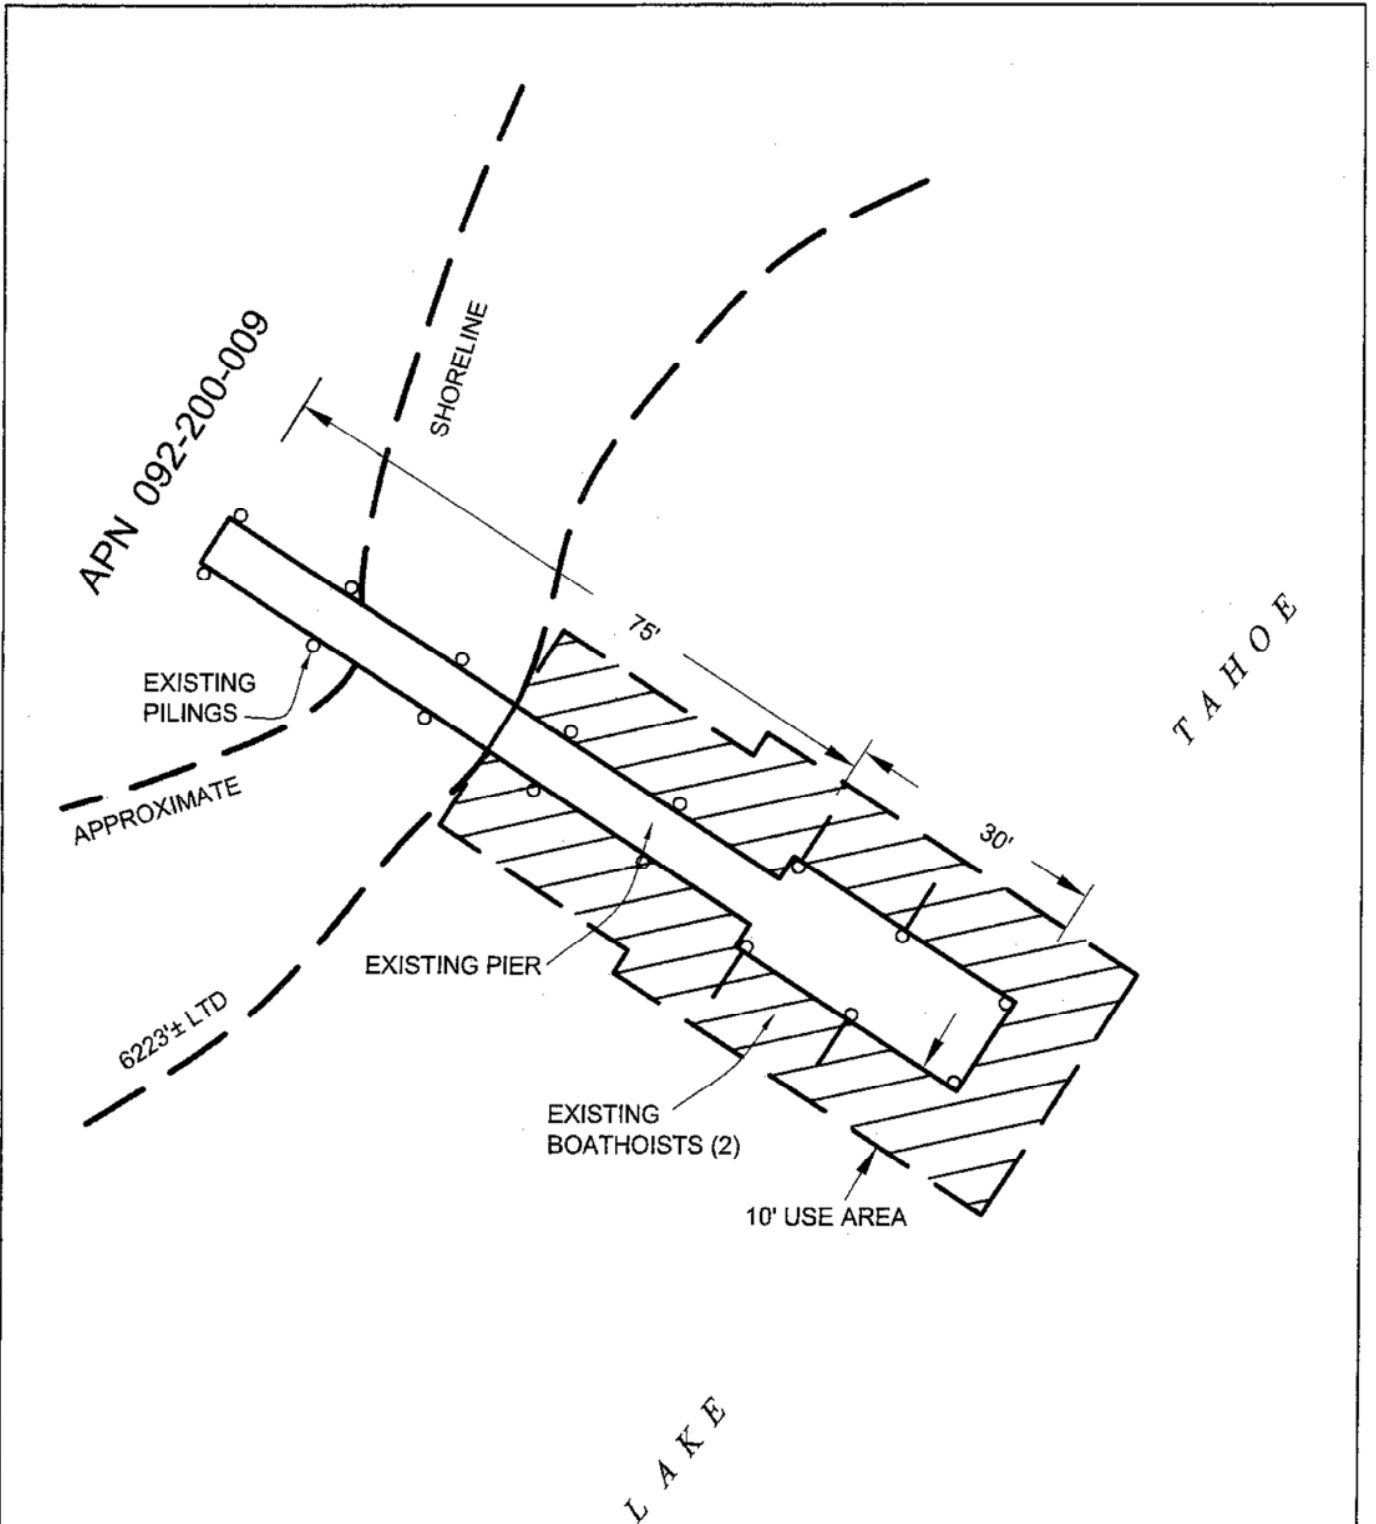 APN 092-200-009
SHORELINE
75'
EXISTING
PILINGS
TAHOE
APPROXIMATE
30'
EXISTING PIER
6223'± LTD
EXISTING
BOATHOISTS (2)
10' USE AREA
LAKE